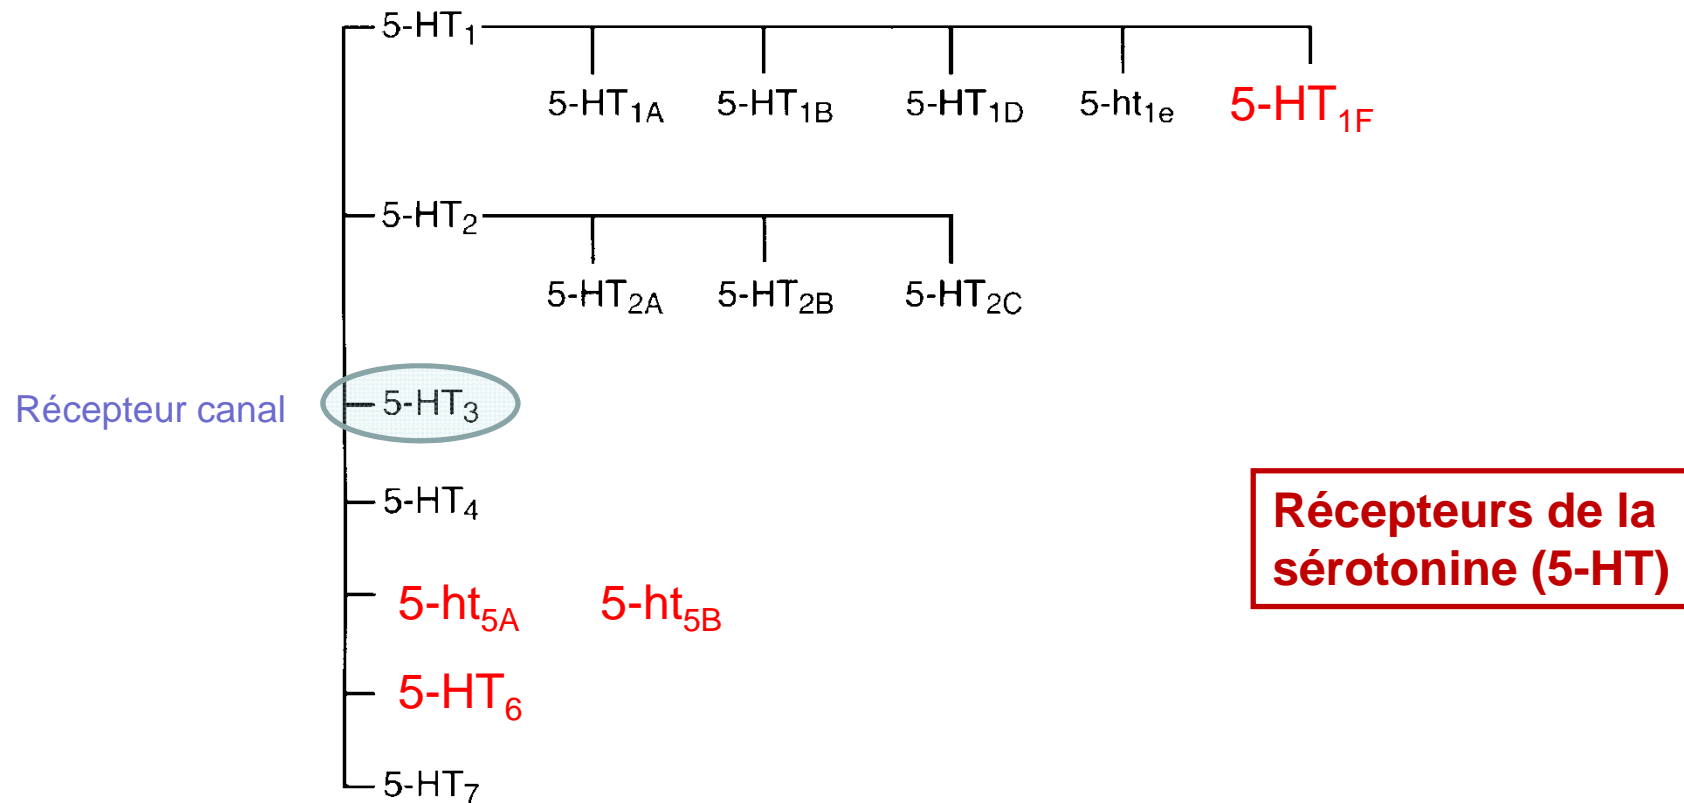 5-HT₁
5-HT₁A 5-HT₁B 5-HT₁D 5-ht₁e 5-HT₁F
5-HT₂
5-HT₂A 5-HT₂B 5-HT₂C
Récepteur canal 5-HT₃
5-HT₄
Récepteurs de la
sérotonine (5-HT)
5-ht₅A 5-ht₅B
5-HT₆
5-HT₇